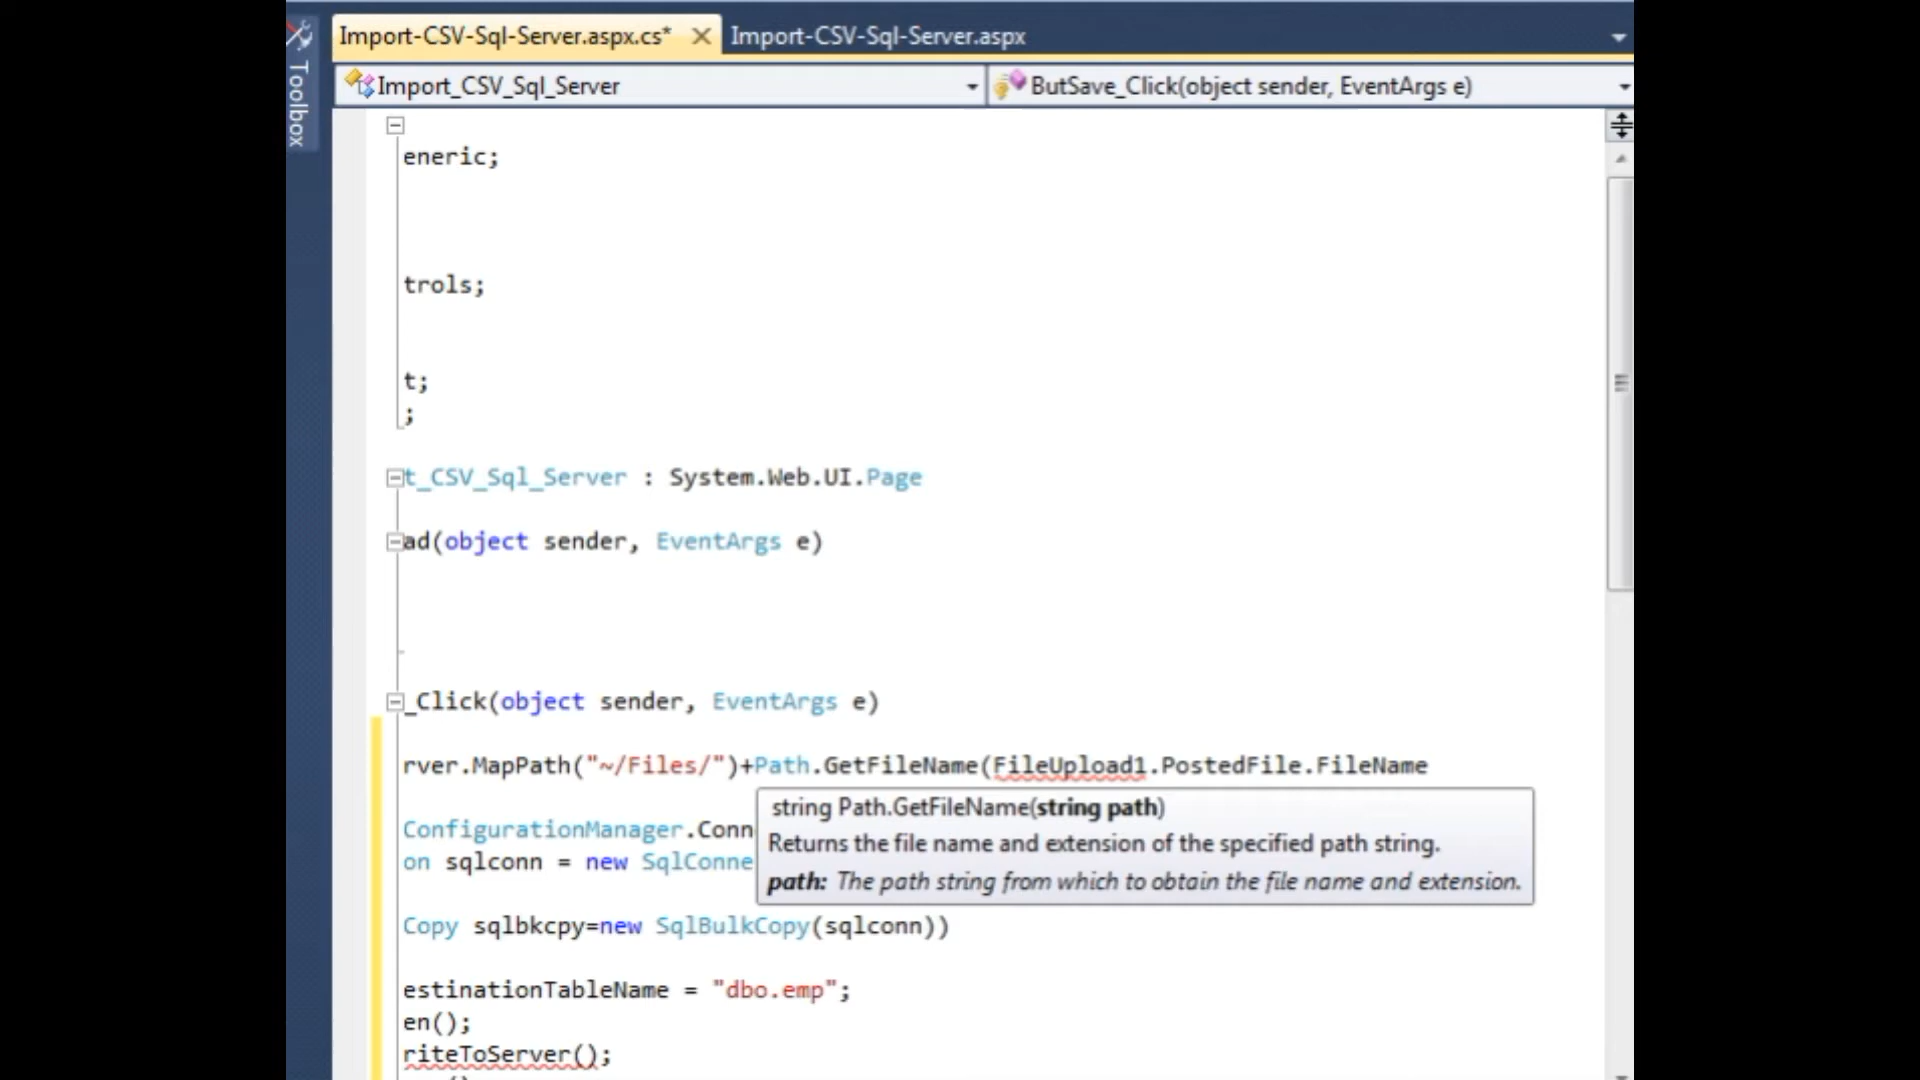 Toolbox
Import-CSV-Sql-Server.aspx.cs* Import-CSV-Sql-Server.aspx
Import_CSV_Sql_Server ButSave_Click(object sender, EventArgs e)
eneric;
trols;
t;
;
t_CSV_Sql_Server : System.Web.UI.Page
ad(object sender, EventArgs e)
_Click(object sender, EventArgs e)
rver.MapPath("~/Files/")+Path.GetFileName(FileUpload1.PostedFile.FileName
string Path.GetFileName(string path)
Returns the file name and extension of the specified path string.
path: The path string from which to obtain the file name and extension.
ConfigurationManager.Conn
on sqlconn = new SqlConne
Copy sqlbkcpy=new SqlBulkCopy(sqlconn))
estinationTableName = "dbo.emp";
en();
riteToServer();